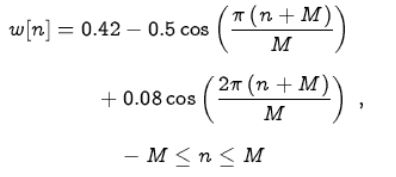 w[n] = 0.42 − 0.5 cos ( π (n + M) / M )
+ 0.08 cos ( 2π (n + M) / M ) ,
− M ≤ n ≤ M